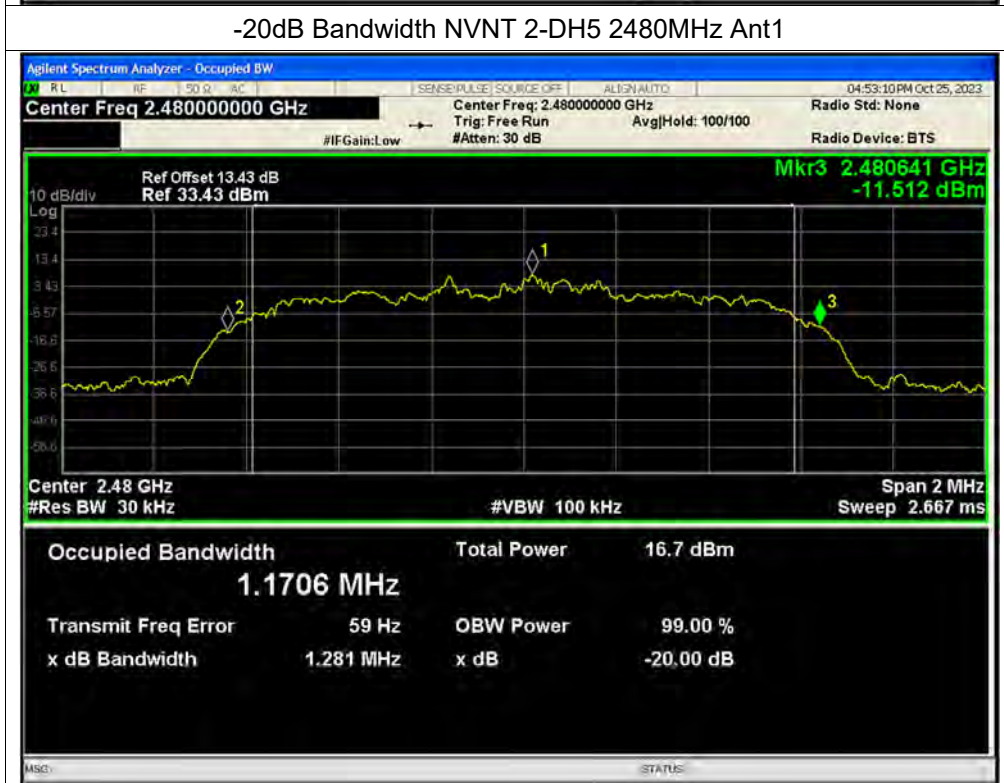 -20dB Bandwidth NVNT 2-DH5 2480MHz Ant1
Agilent Spectrum Analyzer - Occupied BW
RL RF 50 Ω AC SENSE:PULSE SOURCE OFF ALIGN AUTO 04:53:10 PM Oct 25, 2023
Center Freq 2.480000000 GHz Center Freq: 2.480000000 GHz Radio Std: None
Trig: Free Run Avg|Hold: 100/100
#IFGain:Low #Atten: 30 dB Radio Device: BTS
Ref Offset 13.43 dB Mkr3 2.480641 GHz
10 dB/div Ref 33.43 dBm -11.512 dBm
Log
23.4
13.4
3.43
-6.57
-16.6
-26.6
-36.6
-46.6
-56.6
1
2
3
Center 2.48 GHz Span 2 MHz
#Res BW 30 kHz #VBW 100 kHz Sweep 2.667 ms
Occupied Bandwidth Total Power 16.7 dBm
1.1706 MHz
Transmit Freq Error 59 Hz OBW Power 99.00 %
x dB Bandwidth 1.281 MHz x dB -20.00 dB
MSG STATUS